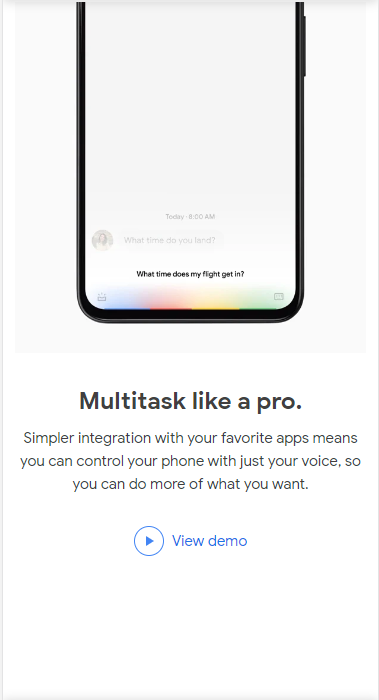 Today · 8:00 AM
What time do you land?
What time does my flight get in?
Multitask like a pro.
Simpler integration with your favorite apps means
you can control your phone with just your voice, so
you can do more of what you want.
View demo